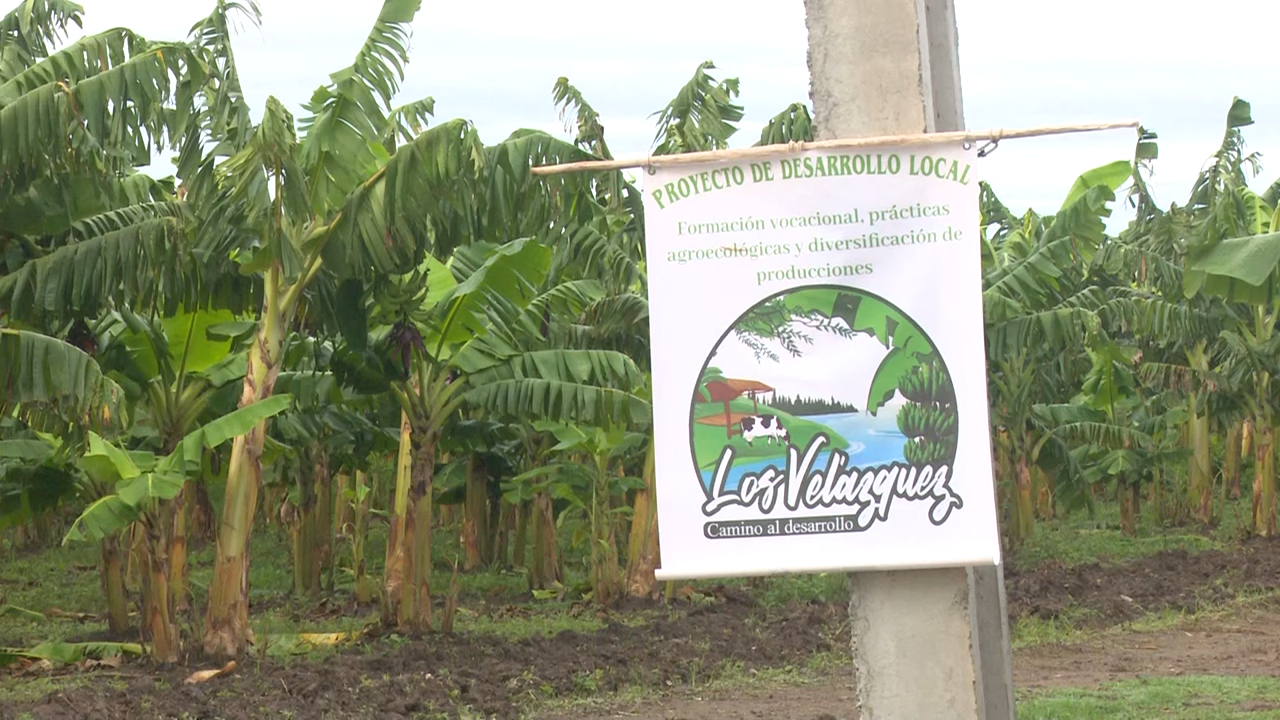 PROYECTO DE DESARROLLO LOCAL
Formación vocacional, prácticas
agroecológicas y diversificación de
producciones
Los Velazquez
Camino al desarrollo